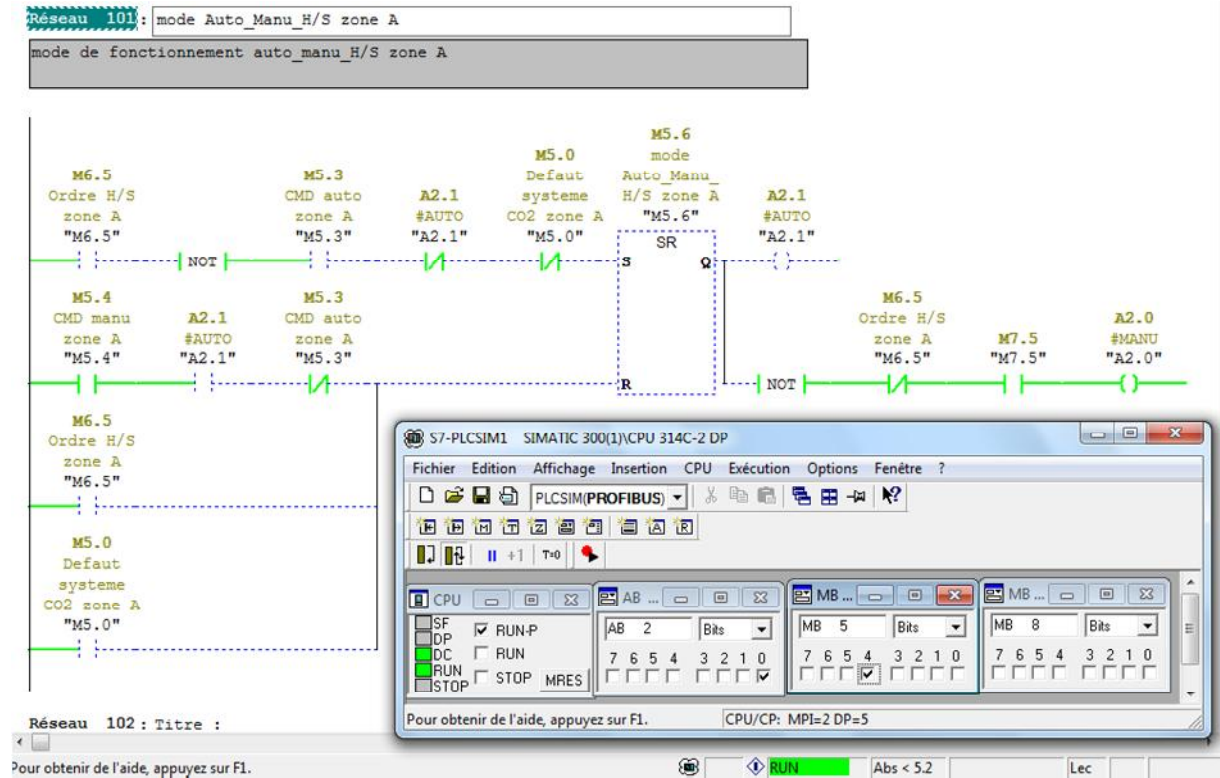 Réseau 101 : mode Auto_Manu_H/S zone A
mode de fonctionnement auto_manu_H/S zone A
M5.6
M5.0 mode
M6.5 M5.3 Defaut Auto_Manu_
Ordre H/S CMD auto A2.1 systeme H/S zone A A2.1
zone A zone A #AUTO CO2 zone A "M5.6" #AUTO
"M6.5" "M5.3" "A2.1" "M5.0" SR "A2.1"
NOT S Q
M5.4 M5.3 M6.5
CMD manu A2.1 CMD auto Ordre H/S A2.0
zone A #AUTO zone A zone A M7.5 #MANU
"M5.4" "A2.1" "M5.3" "M6.5" "M7.5" "A2.0"
R NOT
M6.5
Ordre H/S
zone A
"M6.5"
M5.0
Defaut
systeme
CO2 zone A
"M5.0"
S7-PLCSIM1 SIMATIC 300(1)\CPU 314C-2 DP
Fichier Edition Affichage Insertion CPU Exécution Options Fenêtre ?
PLCSIM(PROFIBUS)
+1 T=0
CPU AB ... MB ... MB ...
SF RUN-P AB 2 Bits MB 5 Bits MB 8 Bits
DP
DC RUN 7 6 5 4 3 2 1 0 7 6 5 4 3 2 1 0 7 6 5 4 3 2 1 0
RUN
STOP STOP MRES
Pour obtenir de l'aide, appuyez sur F1. CPU/CP: MPI=2 DP=5
Réseau 102 : Titre :
Pour obtenir de l'aide, appuyez sur F1. RUN Abs < 5.2 Lec